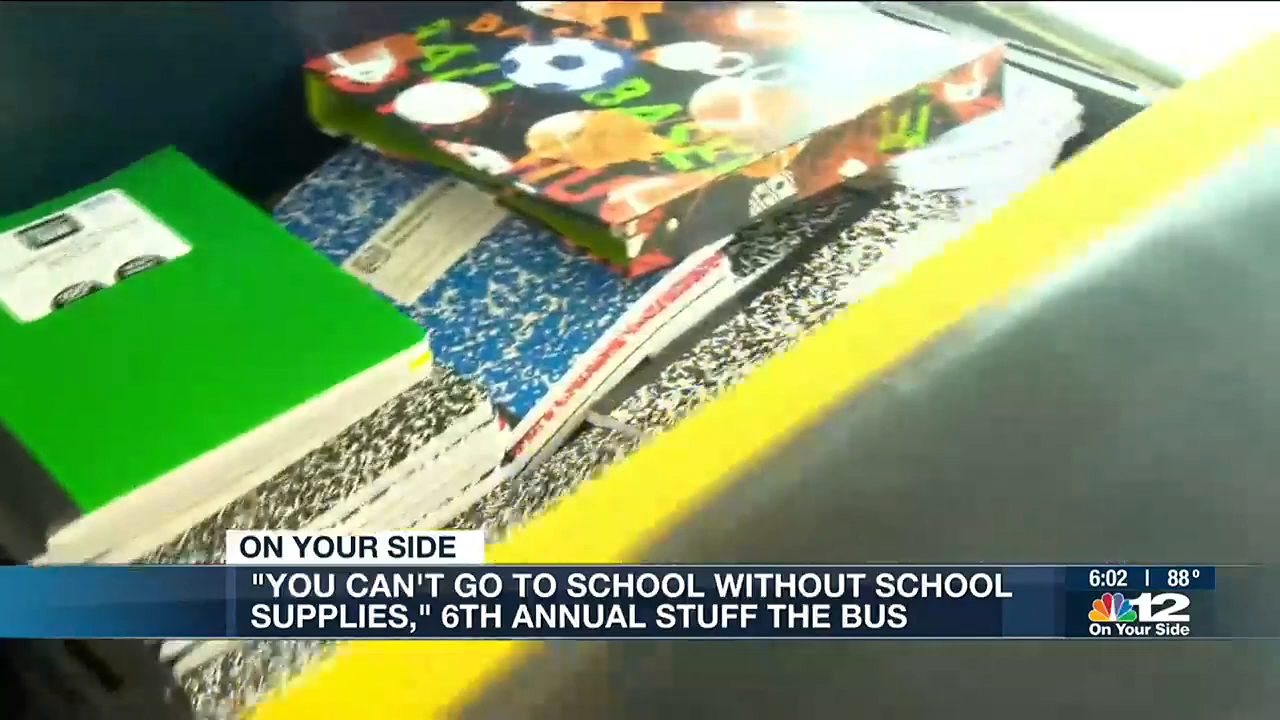 ON YOUR SIDE
"YOU CAN'T GO TO SCHOOL WITHOUT SCHOOL
SUPPLIES," 6TH ANNUAL STUFF THE BUS
6:02 | 88°
12
On Your Side